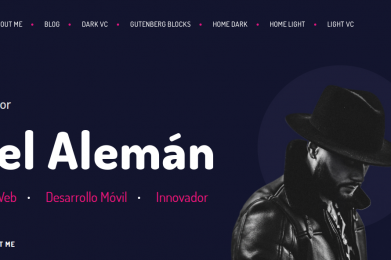 OUT ME • BLOG • DARK VC • GUTENBERG BLOCKS • HOME DARK • HOME LIGHT • LIGHT VC
or
el Alemán
Web • Desarrollo Móvil • Innovador
T ME